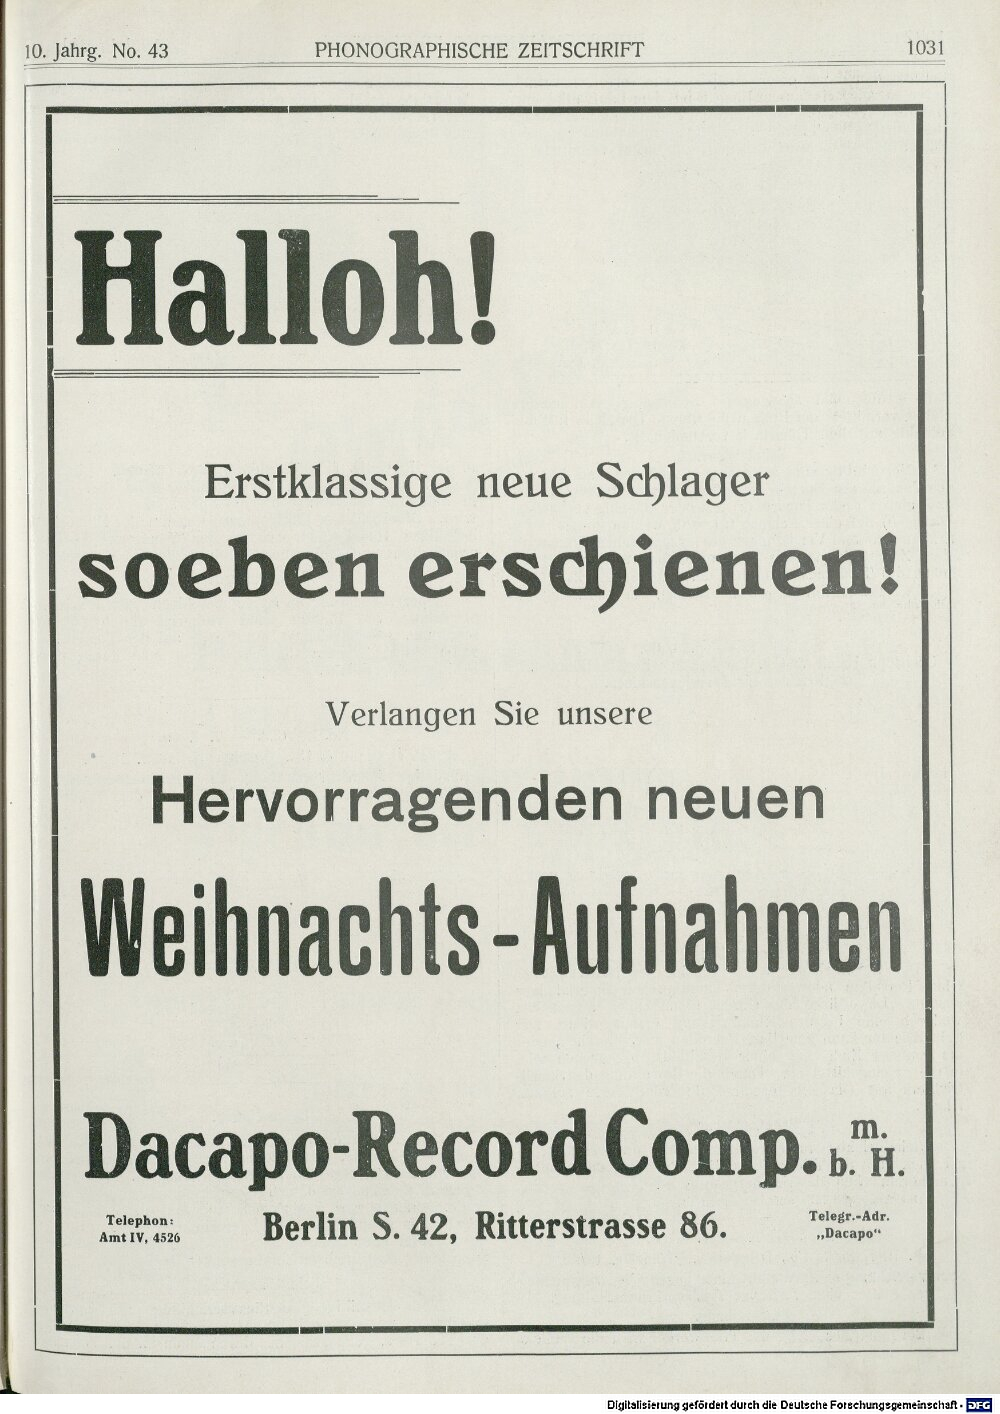 10. Jahrg. No. 43 PHONOGRAPHISCHE ZEITSCHRIFT 1031
Halloh!
Erstklassige neue Schlager
soeben erschienen!
Verlangen Sie unsere
Hervorragenden neuen
Weihnachts-Aufnahmen
Dacapo-Record Comp. m. b. H.
Telephon:
Amt IV, 4526
Berlin S. 42, Ritterstrasse 86.
Telegr.-Adr.
„Dacapo“
Digitalisierung gefördert durch die Deutsche Forschungsgemeinschaft - DFG